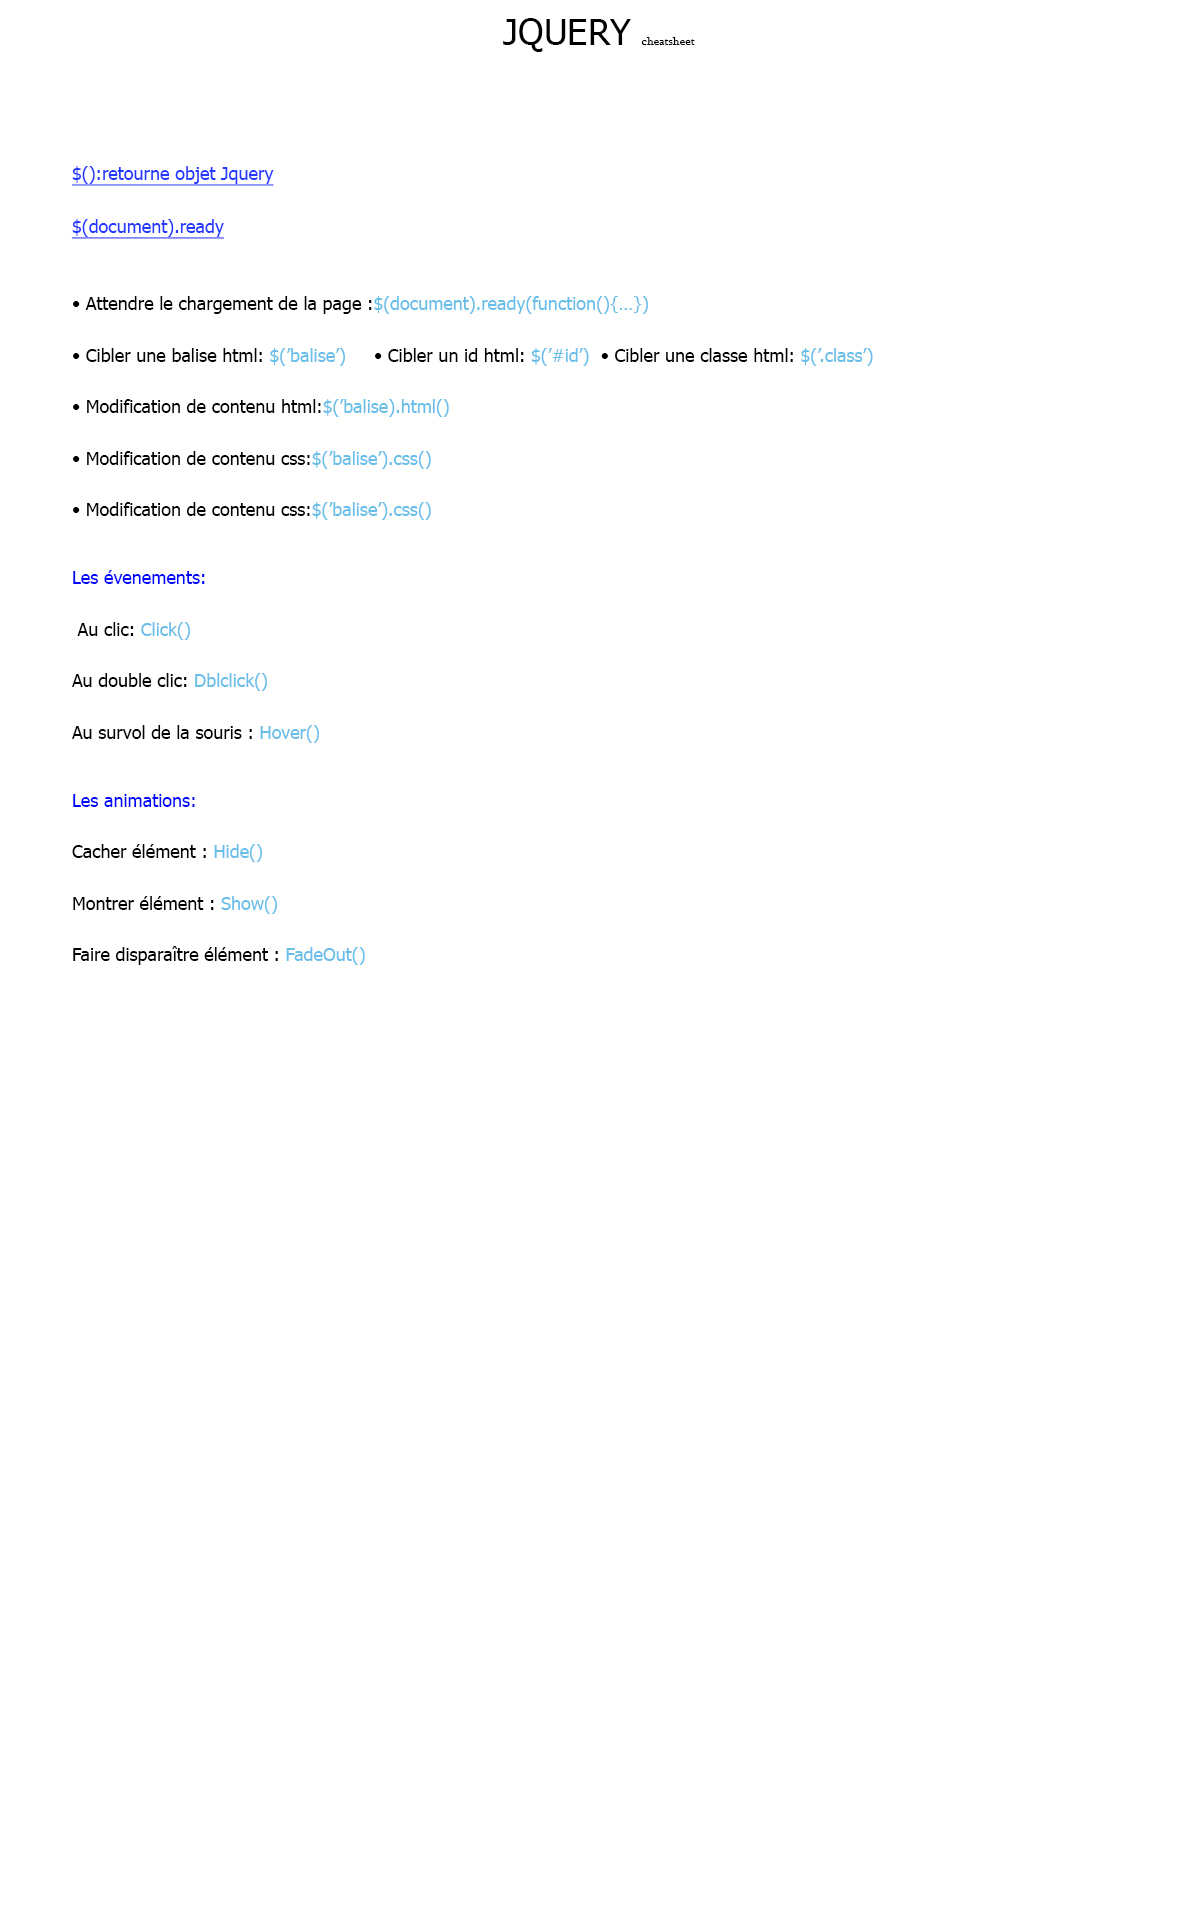 JQUERY cheatsheet
$():retourne objet Jquery
$(document).ready
• Attendre le chargement de la page :$(document).ready(function(){...})
• Cibler une balise html: $(’balise’) • Cibler un id html: $(’#id’) • Cibler une classe html: $(’.class’)
• Modification de contenu html:$(’balise).html()
• Modification de contenu css:$(’balise’).css()
• Modification de contenu css:$(’balise’).css()
Les évenements:
Au clic: Click()
Au double clic: Dblclick()
Au survol de la souris : Hover()
Les animations:
Cacher élément : Hide()
Montrer élément : Show()
Faire disparaître élément : FadeOut()